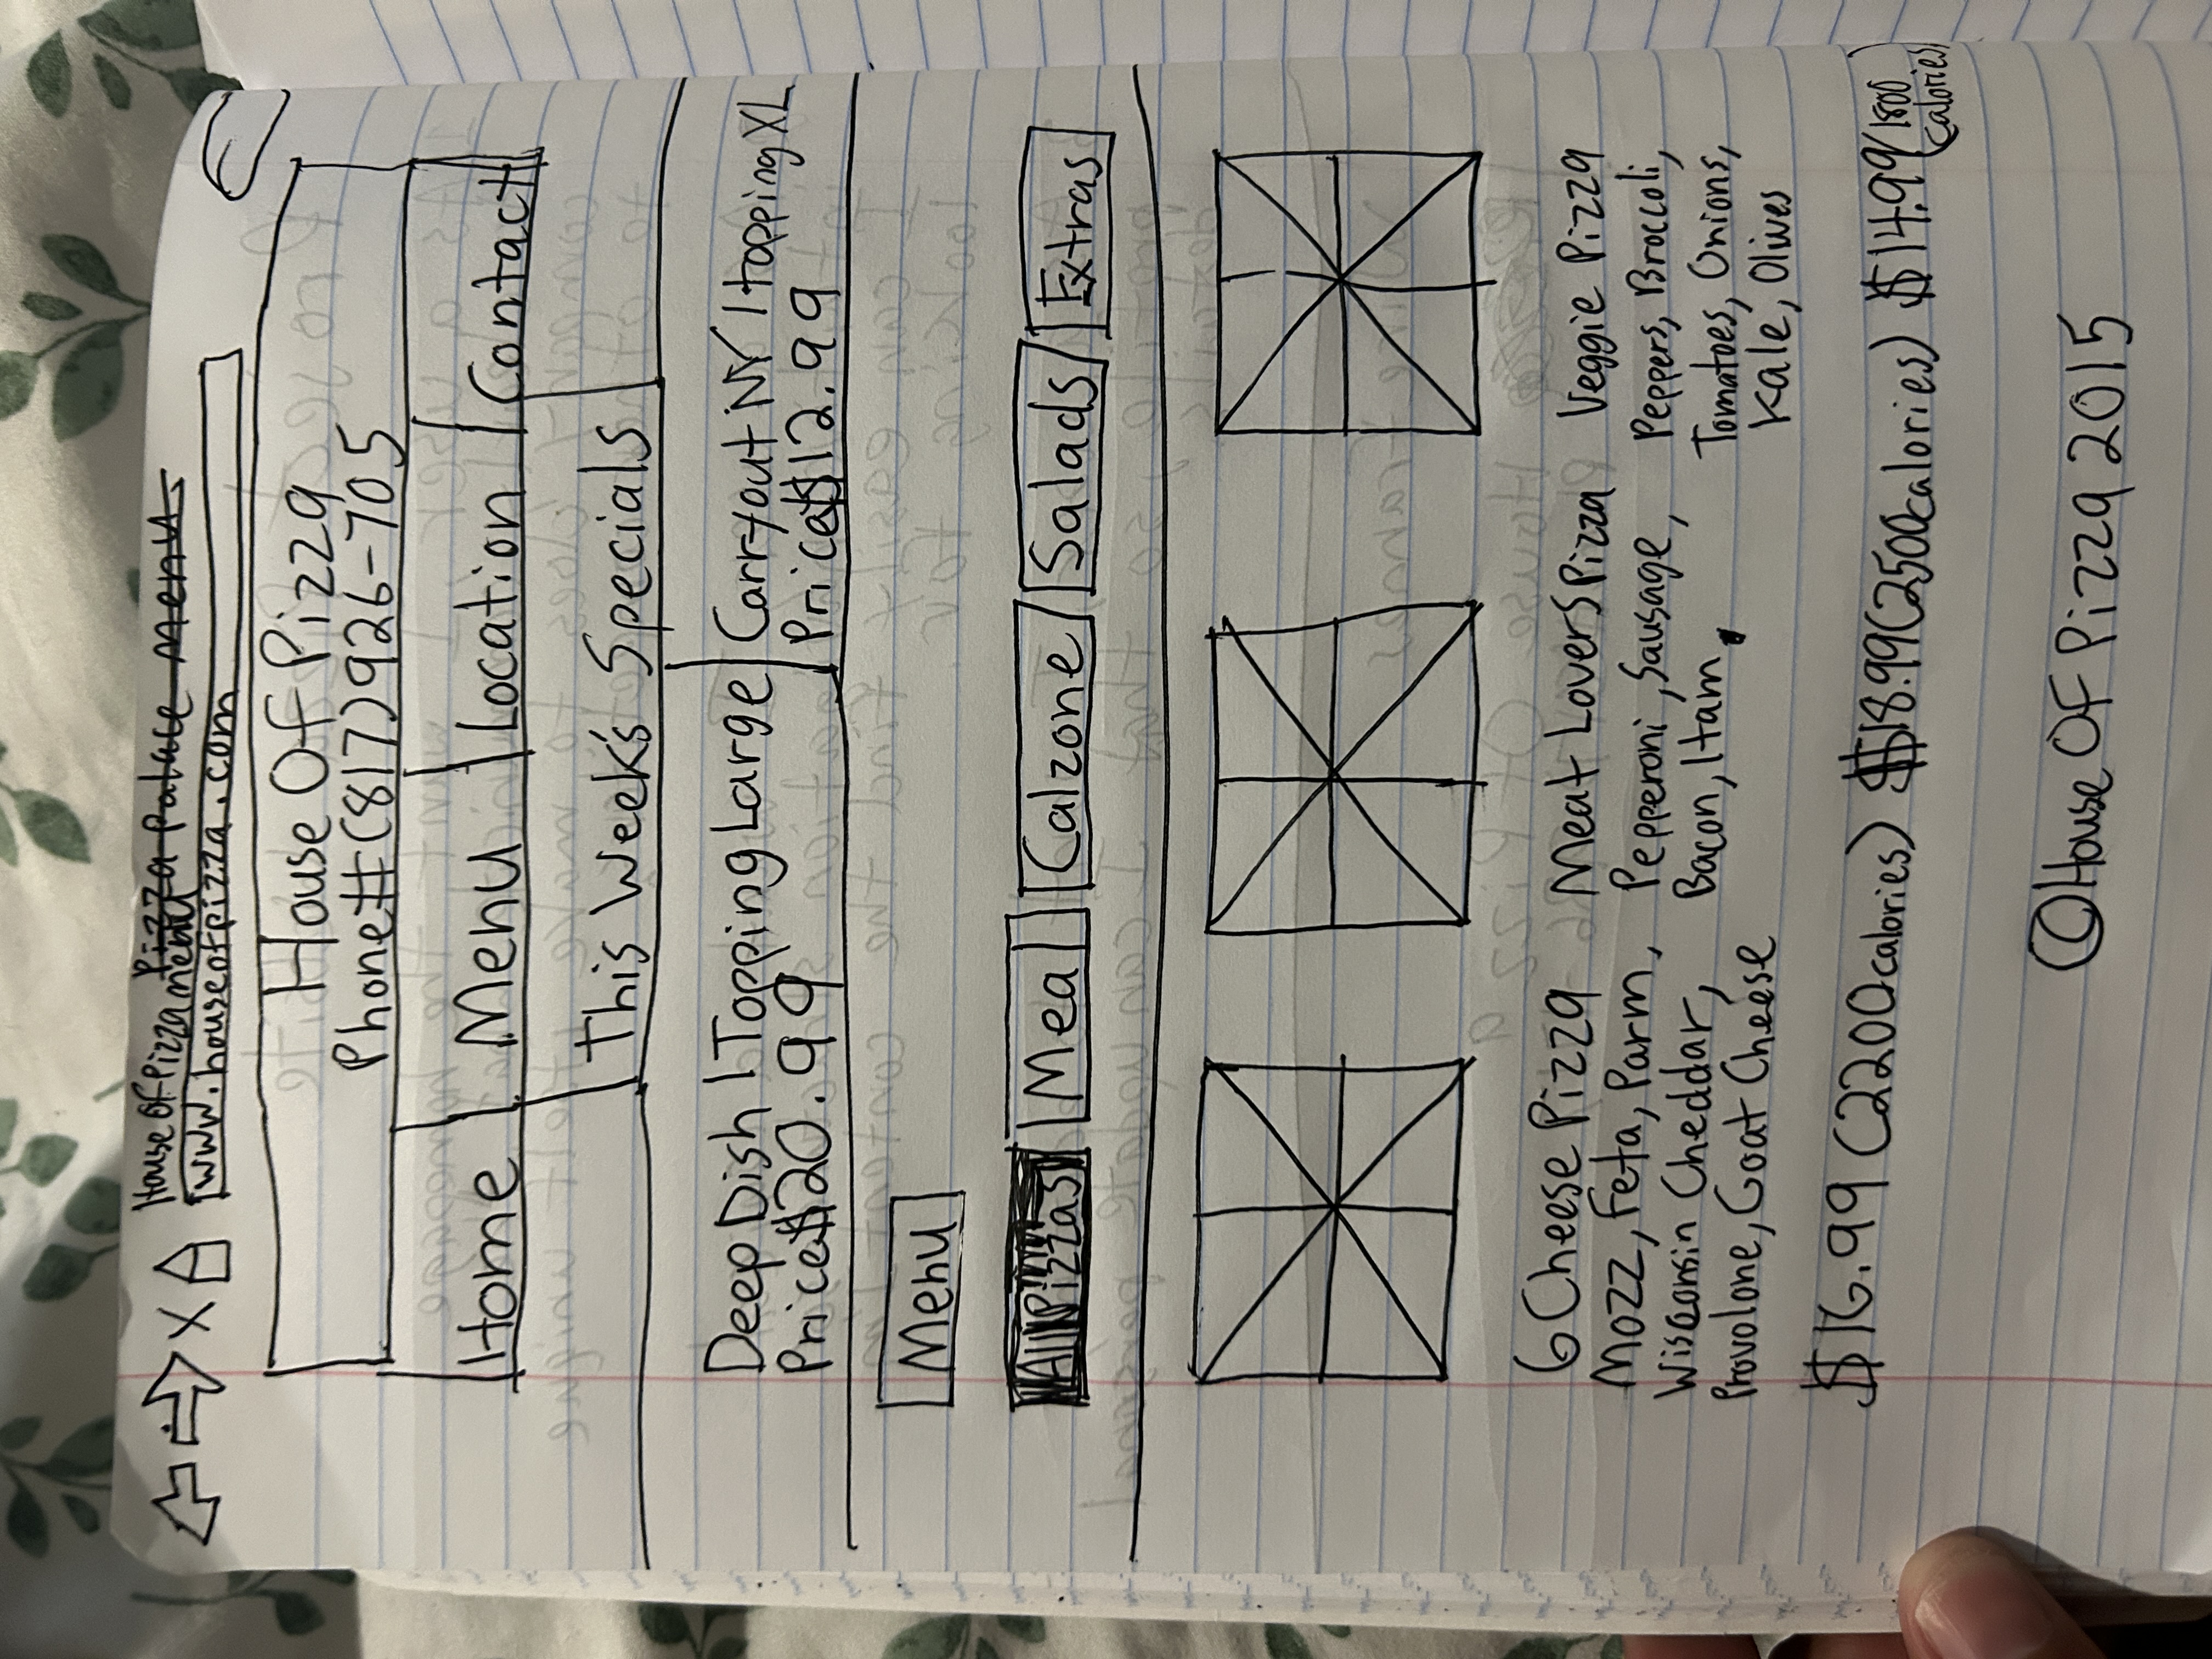 House Of Pizza menu Pizza Palace Menu
www.houseofpizza.com
House Of Pizza
Phone# (817) 926-705
Home Menu Location Contact
This Week's Specials
Deep Dish 1 Topping Large Carryout NY 1 topping XL
Price $20.99 Price $12.99
Menu
All Pizzas Meal Calzone Salads Extras
6 Cheese Pizza
Mozz, Feta, Parm,
Wisconsin Cheddar,
Provolone, Goat Cheese
$16.99 (2200 calories)
Meat Lovers Pizza
Pepperoni, Sausage,
Bacon, Ham.
$18.99 (2500 calories)
Veggie Pizza
Peppers, Broccoli,
Tomatoes, Onions,
Kale, Olives
$14.99 (1800
calories)
© House Of Pizza 2015